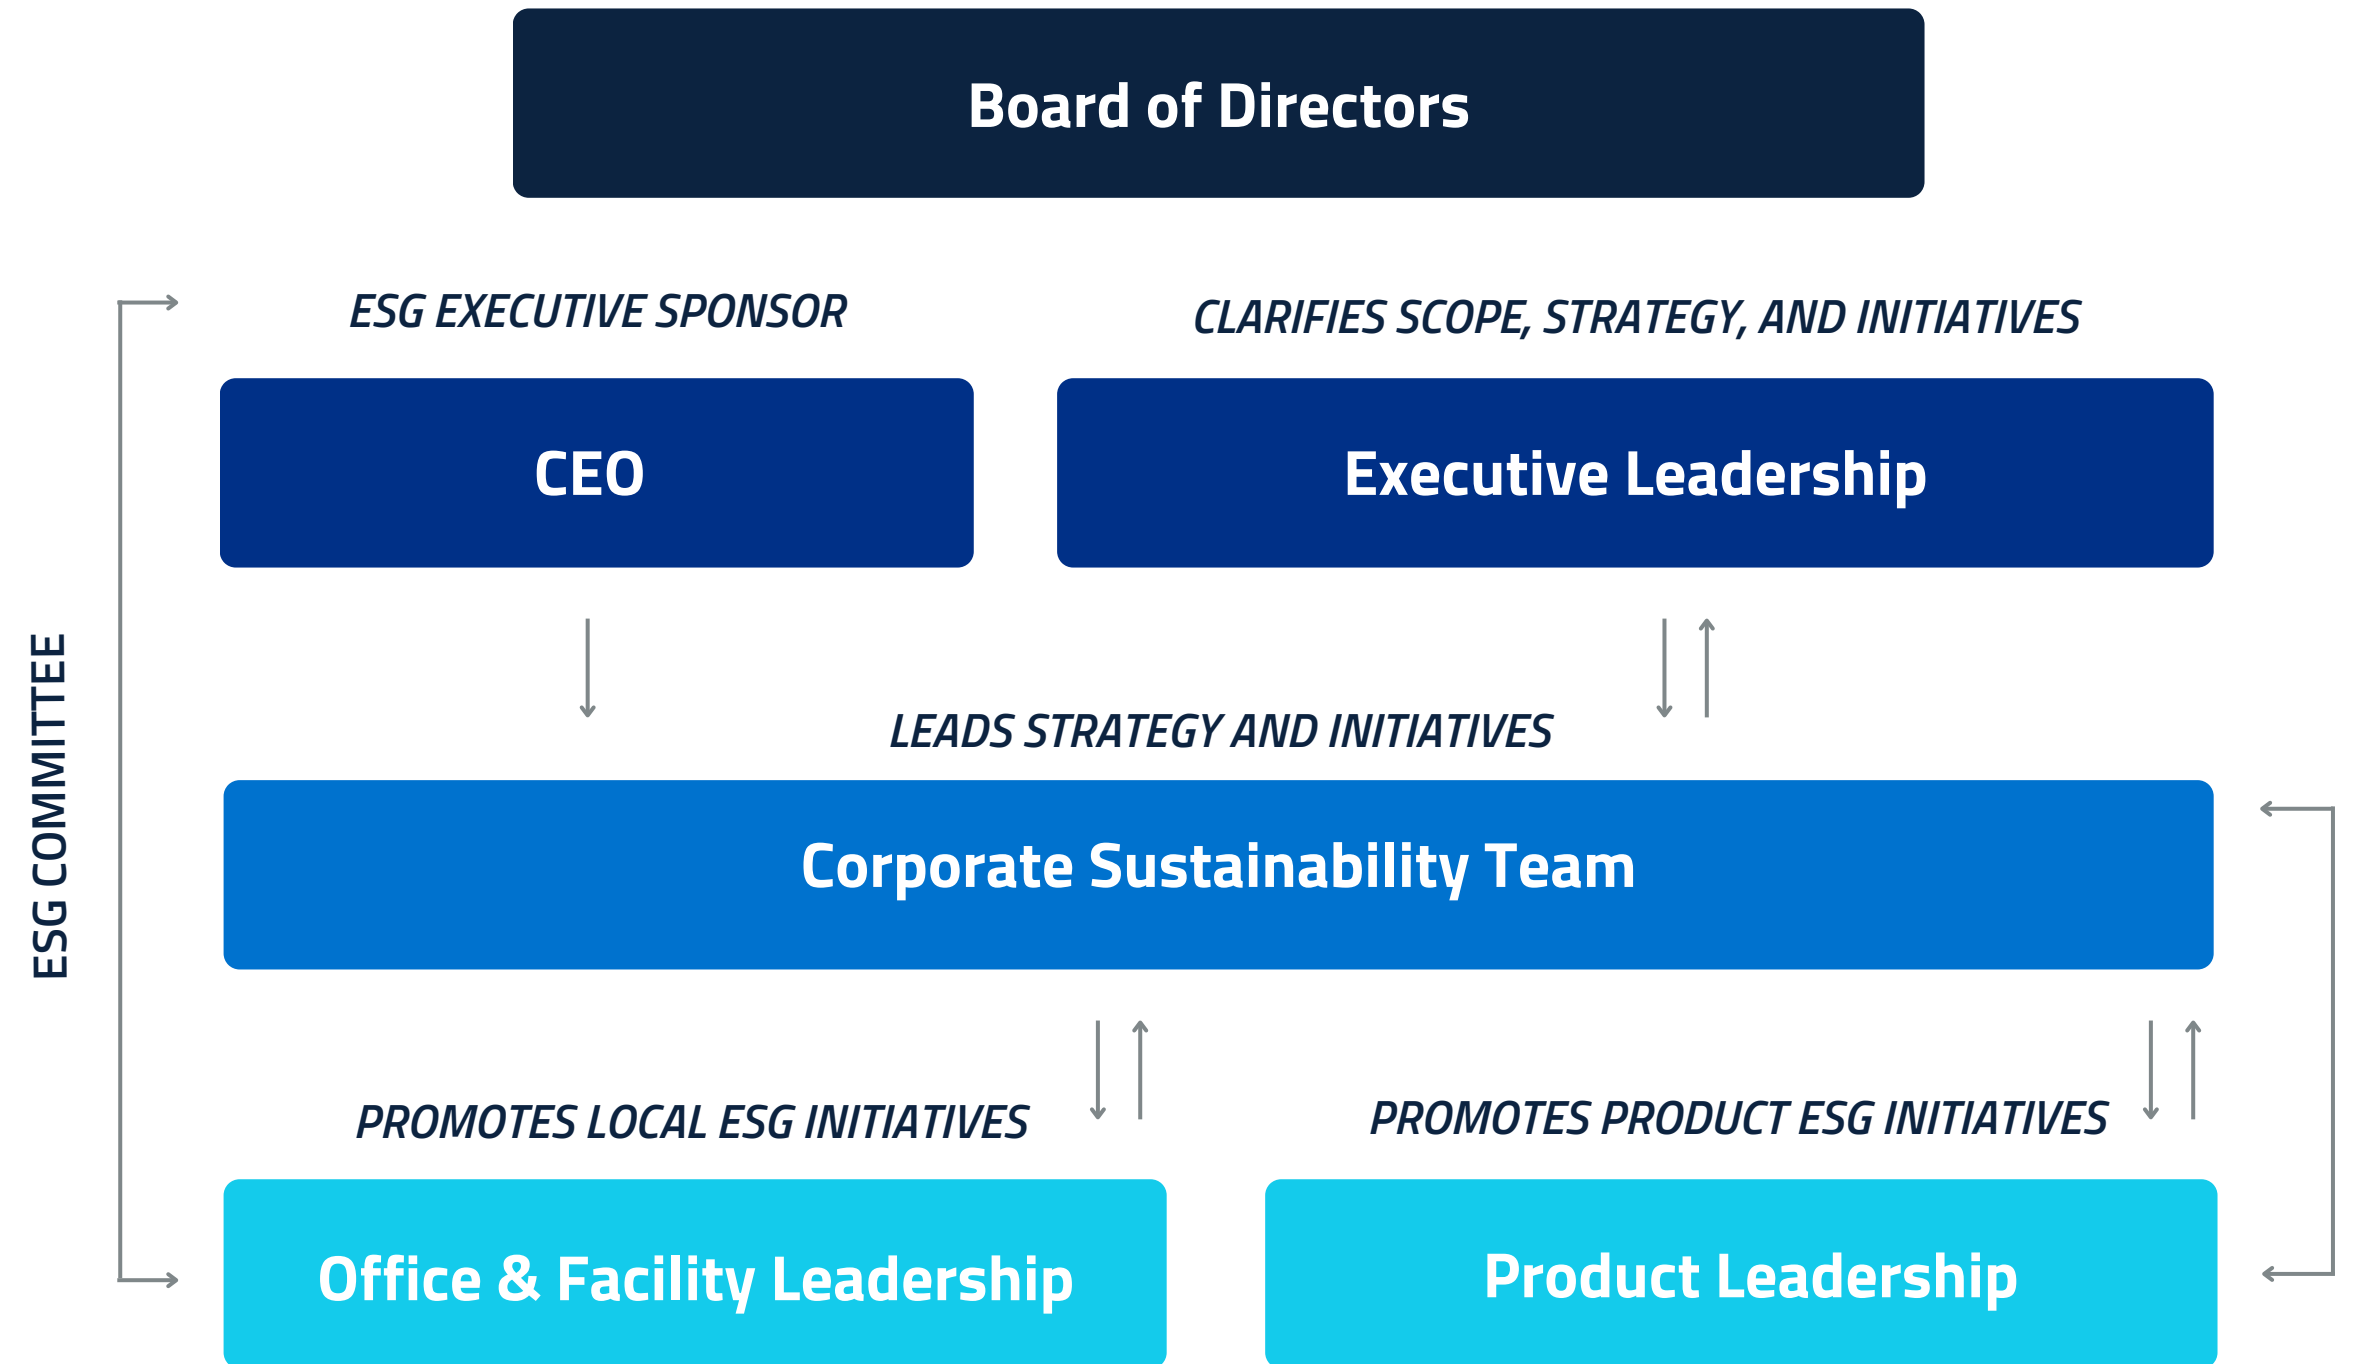 Board of Directors
ESG EXECUTIVE SPONSOR
CLARIFIES SCOPE, STRATEGY, AND INITIATIVES
CEO
Executive Leadership
ESG COMMITTEE
LEADS STRATEGY AND INITIATIVES
Corporate Sustainability Team
PROMOTES LOCAL ESG INITIATIVES
PROMOTES PRODUCT ESG INITIATIVES
Office & Facility Leadership
Product Leadership